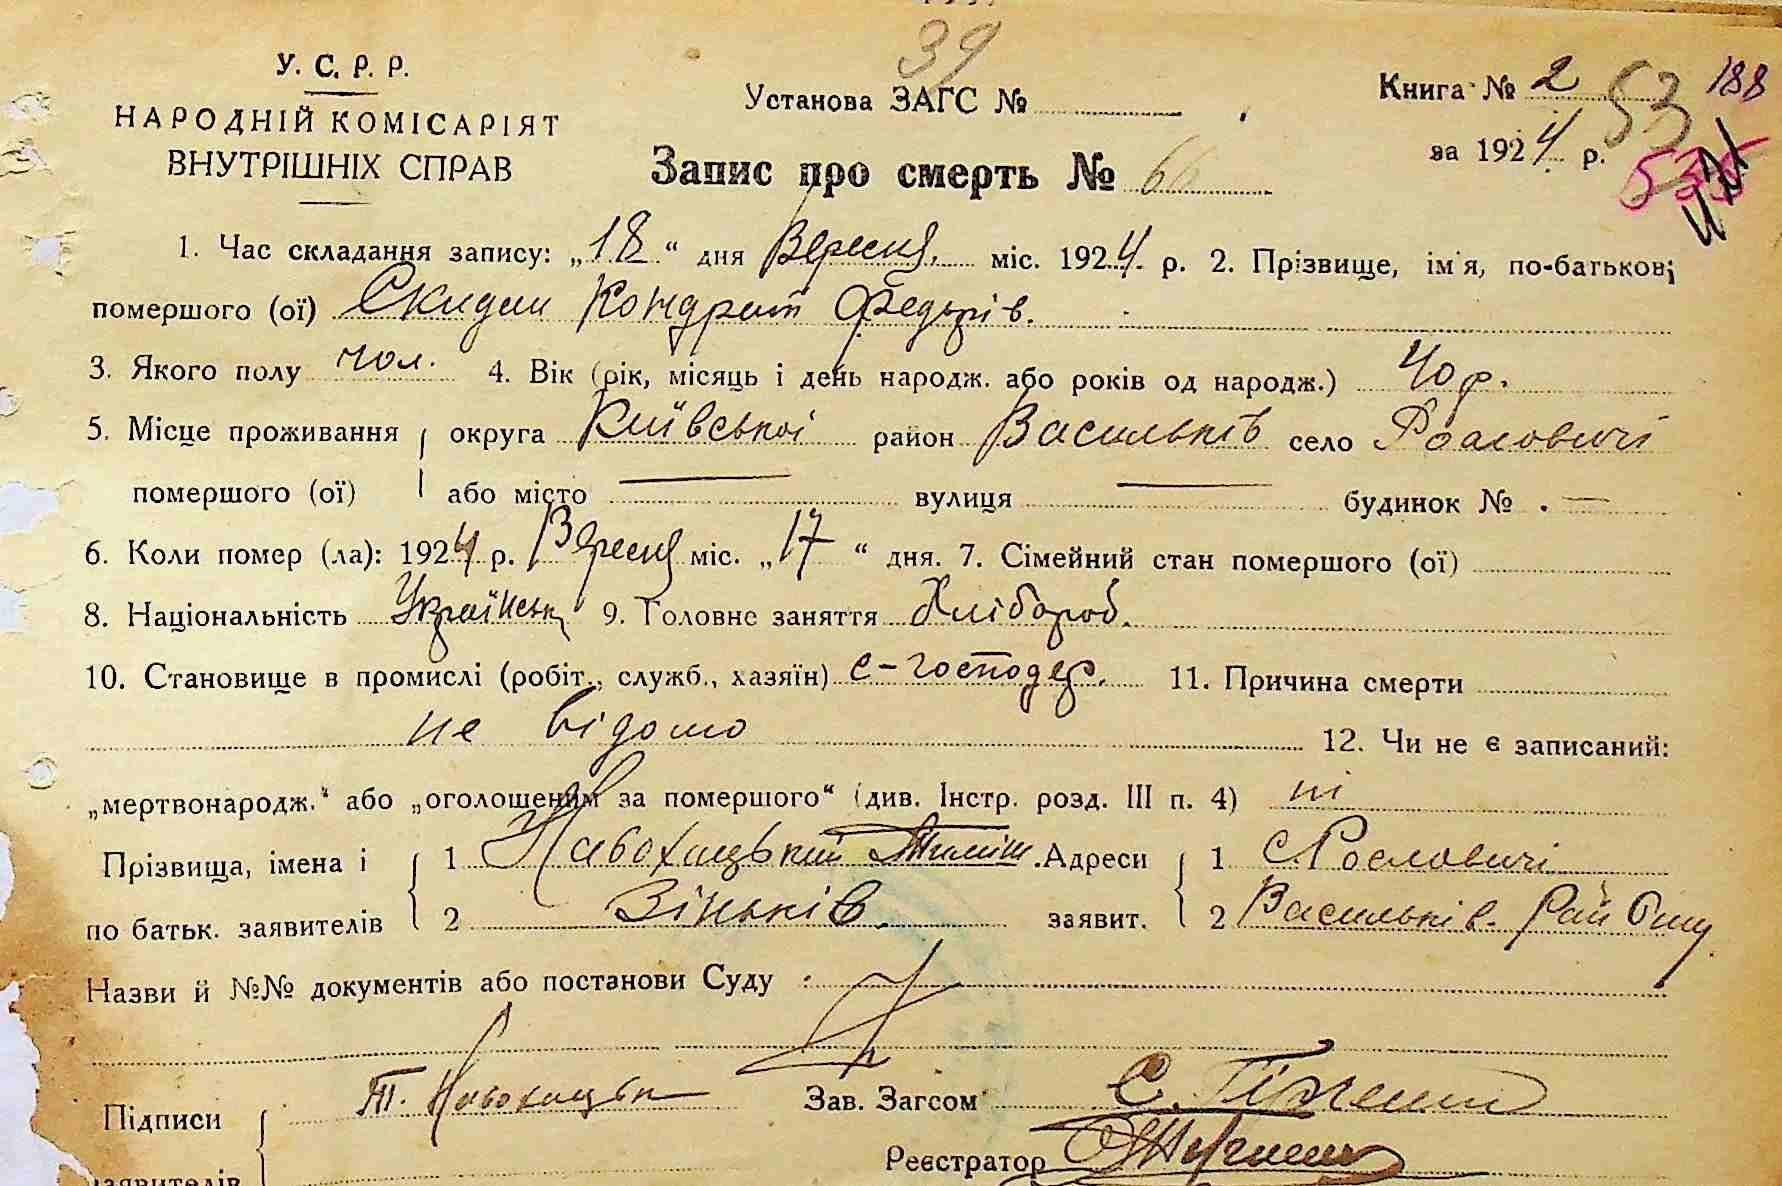 39
У. С. Р. Р.
НАРОДНІЙ КОМІСАРІЯТ
ВНУТРІШНІХ СПРАВ
Установа ЗАГС №
Книга № 2 53 188
за 1924 р.
Запис про смерть № 66
1. Час складання запису: „18" дня Вересня міс. 1924 р. 2. Прізвище, ім'я, по-батькові
помершого (ої) Скидан Кондрат Федорів.
3. Якого полу чол. 4. Вік (рік, місяць і день народж. або років од народж.) 40 р.
5. Місце проживання округа Київської район Васильків село
помершого (ої) або місто — вулиця — будинок № . —
6. Коли помер (ла): 1924 р. Вересня міс. „17" дня. 7. Сімейний стан помершого (ої)
8. Національність Українськ 9. Головне заняття Хлібороб.
10. Становище в промислі (робіт., служб., хазяїн) с-господар. 11. Причина смерти
не відомо 12. Чи не є записаний:
„мертвонародж." або „оголошеним за помершого" (див. Інстр. розд. III п. 4) ні
Прізвища, імена і 1 Адреси 1 с. Рословичі
по батьк. заявителів 2 Зіньків. заявит. 2 Васильків. Рай
Назви й №№ документів або постанови Суду
Підписи Т. Зав. Загсом С.
заявителів Реєстратор